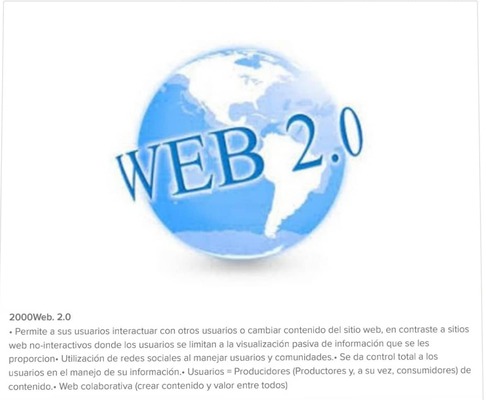 WEB 2.0
2000Web. 2.0
• Permite a sus usuarios interactuar con otros usuarios o cambiar contenido del sitio web, en contraste a sitios
web no-interactivos donde los usuarios se limitan a la visualización pasiva de información que se les
proporcion• Utilización de redes sociales al manejar usuarios y comunidades.• Se da control total a los
usuarios en el manejo de su información.• Usuarios = Producidores (Productores y, a su vez, consumidores) de
contenido.• Web colaborativa (crear contenido y valor entre todos)